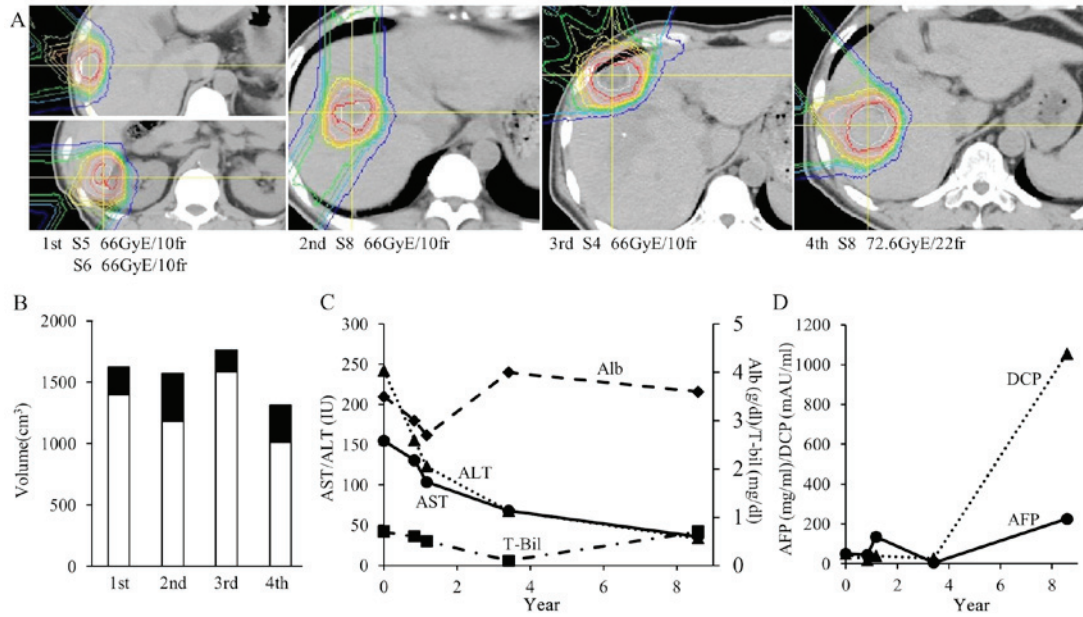 A
1st S5 66GyE/10fr
S6 66GyE/10fr
2nd S8 66GyE/10fr
3rd S4 66GyE/10fr
4th S8 72.6GyE/22fr
B
Volume(cm³)
2000
1500
1000
500
0
1st 2nd 3rd 4th
C
AST/ALT (IU)
300
250
200
150
100
50
0
Alb
ALT
AST
T-Bil
5
4
3
2
1
0
Alb (g/dl)/T-bil (mg/dl)
0 2 4 6 8
Year
D
AFP (mg/ml)/DCP (mAU/ml)
1200
1000
800
600
400
200
0
DCP
AFP
0 2 4 6 8
Year